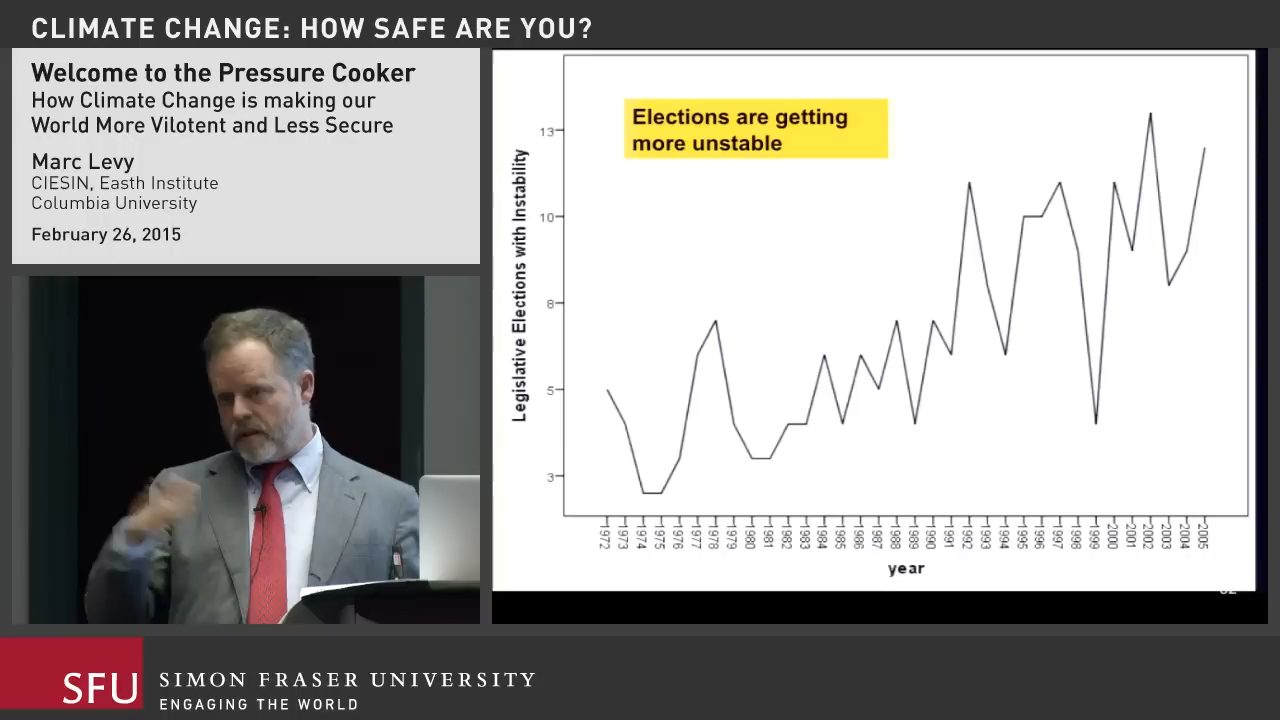 CLIMATE CHANGE: HOW SAFE ARE YOU?
Welcome to the Pressure Cooker
How Climate Change is making our
World More Vilotent and Less Secure
Marc Levy
CIESIN, Easth Institute
Columbia University
February 26, 2015
Elections are getting
more unstable
Legislative Elections with Instability
13
10
8
5
3
1972 1973 1974 1975 1976 1977 1978 1979 1980 1981 1982 1983 1984 1985 1986 1987 1988 1989 1990 1991 1992 1993 1994 1995 1996 1997 1998 1999 2000 2001 2002 2003 2004 2005
year
SFU
SIMON FRASER UNIVERSITY
ENGAGING THE WORLD